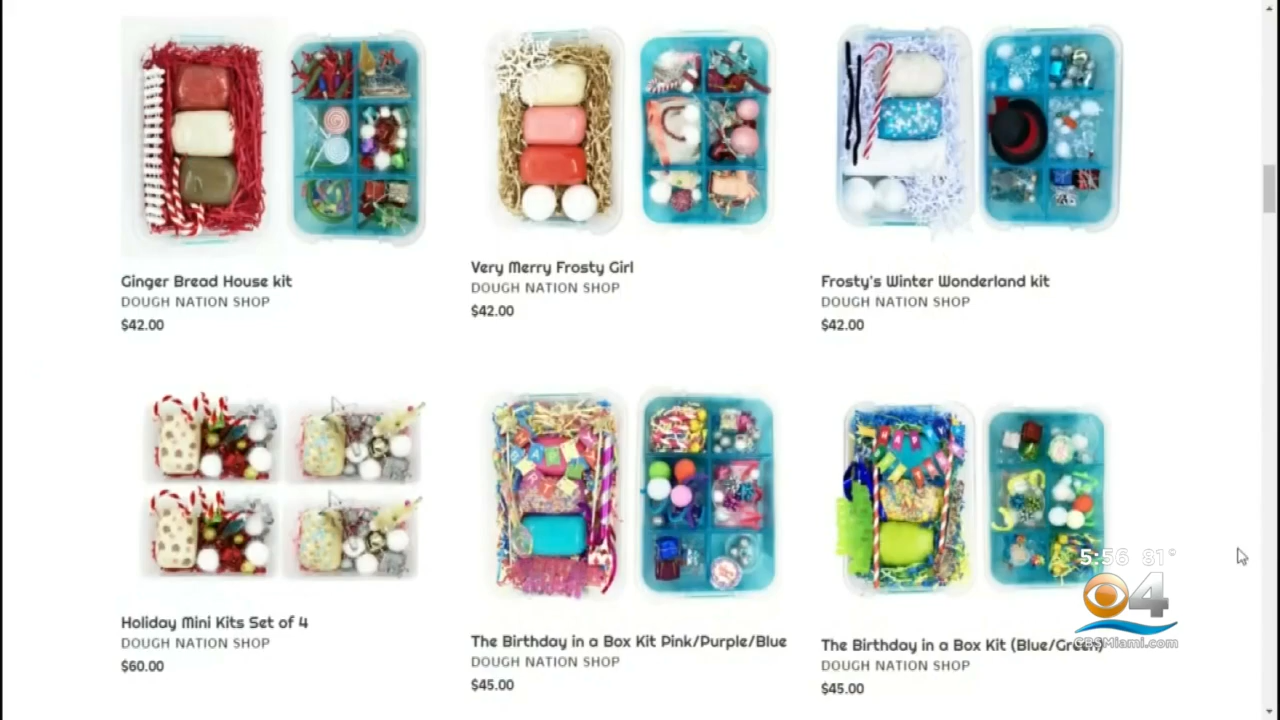 Ginger Bread House kit
DOUGH NATION SHOP
$42.00
Very Merry Frosty Girl
DOUGH NATION SHOP
$42.00
Frosty's Winter Wonderland kit
DOUGH NATION SHOP
$42.00
Holiday Mini Kits Set of 4
DOUGH NATION SHOP
$60.00
The Birthday in a Box Kit Pink/Purple/Blue
DOUGH NATION SHOP
$45.00
The Birthday in a Box Kit (Blue/Green)
DOUGH NATION SHOP
$45.00
5:56 81°
4
CBSMiami.com